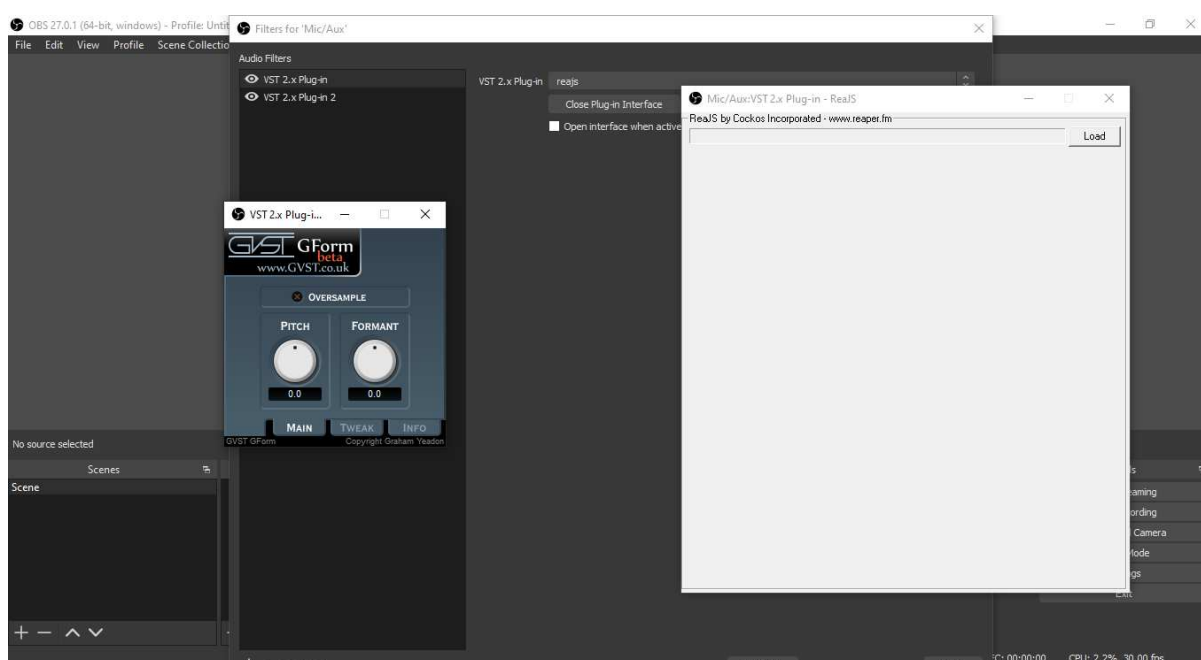 OBS 27.0.1 (64-bit, windows) - Profile: Untit
File Edit View Profile Scene Collectio
Filters for 'Mic/Aux'
Audio Filters
VST 2.x Plug-in
VST 2.x Plug-in 2
VST 2.x Plug-in reajs
Close Plug-in Interface
Open interface when active
Mic/Aux:VST 2.x Plug-in - ReaJS
ReaJS by Cockos Incorporated - www.reaper.fm
Load
VST 2.x Plug-i...
GVST GForm
beta
www.GVST.co.uk
OVERSAMPLE
PITCH FORMANT
0.0 0.0
MAIN TWEAK INFO
GVST GForm Copyright Graham Yeadon
No source selected
Scenes
Scene
ls
eaming
ording
Camera
Mode
gs
Exit
EC: 00:00:00 CPU: 2.2%, 30.00 fps